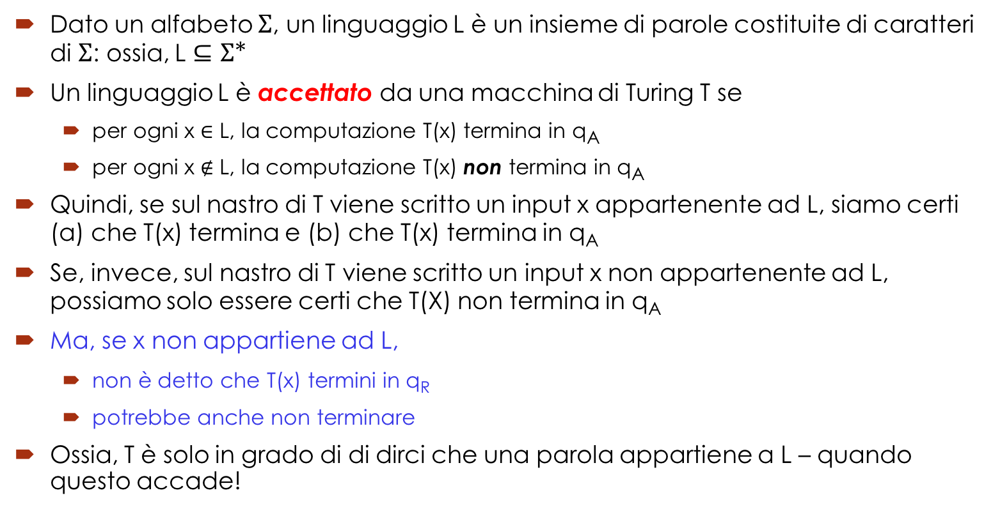 Dato un alfabeto Σ, un linguaggio L è un insieme di parole costituite di caratteri
di Σ: ossia, L ⊆ Σ*
Un linguaggio L è accettato da una macchina di Turing T se
per ogni x ∈ L, la computazione T(x) termina in qA
per ogni x ∉ L, la computazione T(x) non termina in qA
Quindi, se sul nastro di T viene scritto un input x appartenente ad L, siamo certi
(a) che T(x) termina e (b) che T(x) termina in qA
Se, invece, sul nastro di T viene scritto un input x non appartenente ad L,
possiamo solo essere certi che T(X) non termina in qA
Ma, se x non appartiene ad L,
non è detto che T(x) termini in qR
potrebbe anche non terminare
Ossia, T è solo in grado di di dirci che una parola appartiene a L – quando
questo accade!